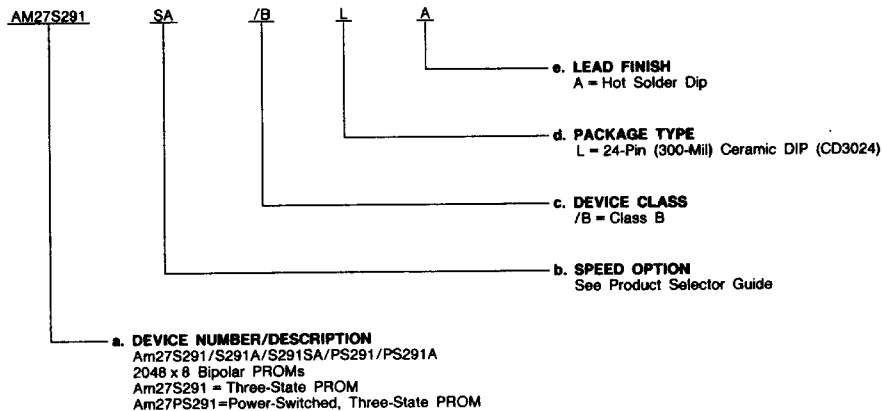 AM27S291 SA /B L A
e. LEAD FINISH
A = Hot Solder Dip
d. PACKAGE TYPE
L = 24-Pin (300-Mil) Ceramic DIP (CD3024)
c. DEVICE CLASS
/B = Class B
b. SPEED OPTION
See Product Selector Guide
a. DEVICE NUMBER/DESCRIPTION
Am27S291/S291A/S291SA/PS291/PS291A
2048 x 8 Bipolar PROMs
Am27S291 = Three-State PROM
Am27PS291=Power-Switched, Three-State PROM